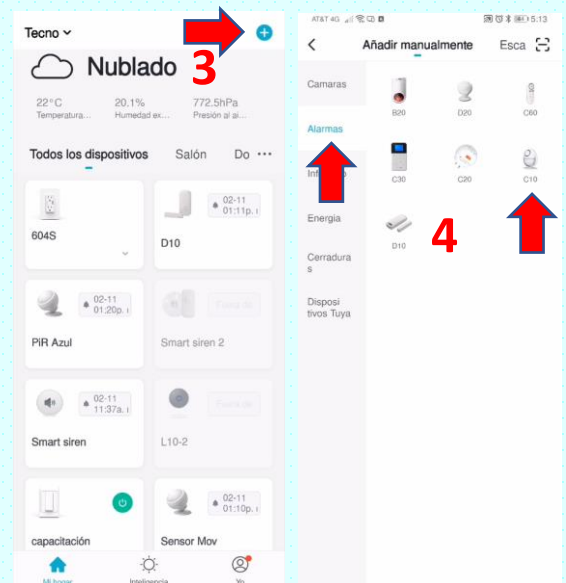 Tecno
3
Nublado
22°C 20.1% 772.5hPa
Temperatura... Humedad ex... Presión al ai...
Todos los dispositivos Salón Do ...
02-11
01:11p. m
604S
D10
02-11
01:20p. m
PiR Azul
Smart siren 2
02-11
11:37a. m
Smart siren
L10-2
02-11
01:10p. m
capacitación
Sensor Mov
Mi hogar Inteligencia Yo
AT&T 4G 5:13
Añadir manualmente Esca
Camaras
Alarmas
Energia
Cerradura
s
Disposi
tivos Tuya
B20 D20 C60
C30 C20 C10
D10
4